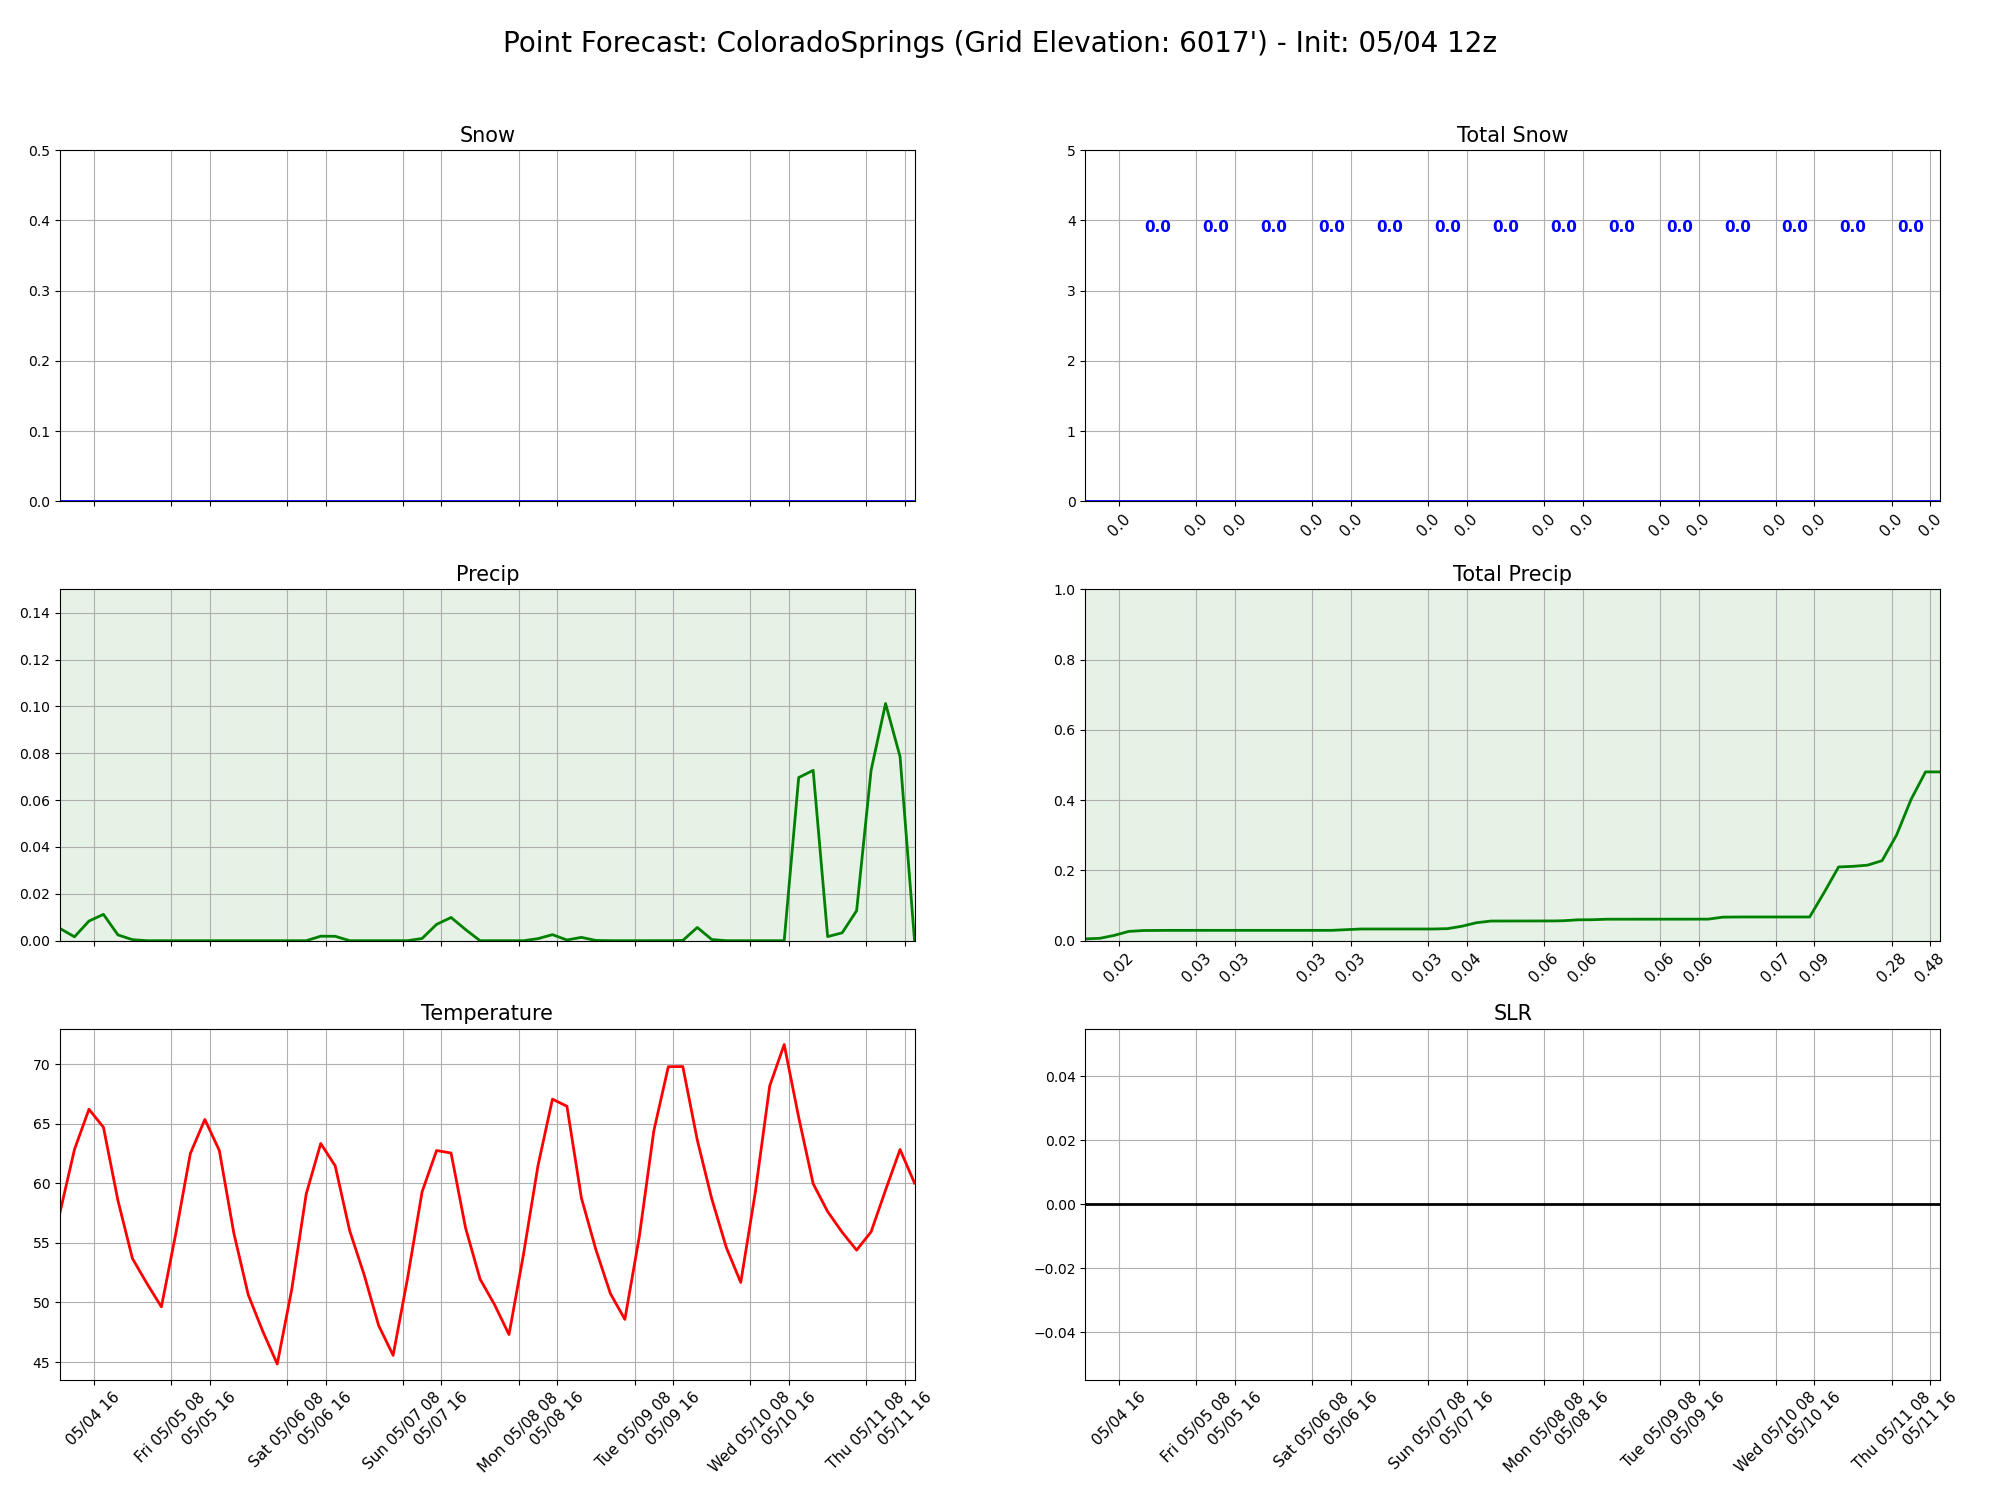 Point Forecast: ColoradoSprings (Grid Elevation: 6017') - Init: 05/04 12z
Snow
0.5
0.4
0.3
0.2
0.1
0.0
Total Snow
5
4
3
2
1
0
0.0 0.0 0.0 0.0 0.0 0.0 0.0 0.0 0.0 0.0 0.0 0.0 0.0 0.0
0.0 0.0 0.0 0.0 0.0 0.0 0.0 0.0 0.0 0.0 0.0 0.0 0.0 0.0 0.0
Precip
0.14
0.12
0.10
0.08
0.06
0.04
0.02
0.00
Total Precip
1.0
0.8
0.6
0.4
0.2
0.0
0.02 0.03 0.03 0.03 0.03 0.03 0.04 0.06 0.06 0.06 0.06 0.07 0.09 0.28 0.48
Temperature
70
65
60
55
50
45
05/04 16
Fri 05/05 08
05/05 16
Sat 05/06 08
05/06 16
Sun 05/07 08
05/07 16
Mon 05/08 08
05/08 16
Tue 05/09 08
05/09 16
Wed 05/10 08
05/10 16
Thu 05/11 08
05/11 16
SLR
0.04
0.02
0.00
−0.02
−0.04
05/04 16
Fri 05/05 08
05/05 16
Sat 05/06 08
05/06 16
Sun 05/07 08
05/07 16
Mon 05/08 08
05/08 16
Tue 05/09 08
05/09 16
Wed 05/10 08
05/10 16
Thu 05/11 08
05/11 16